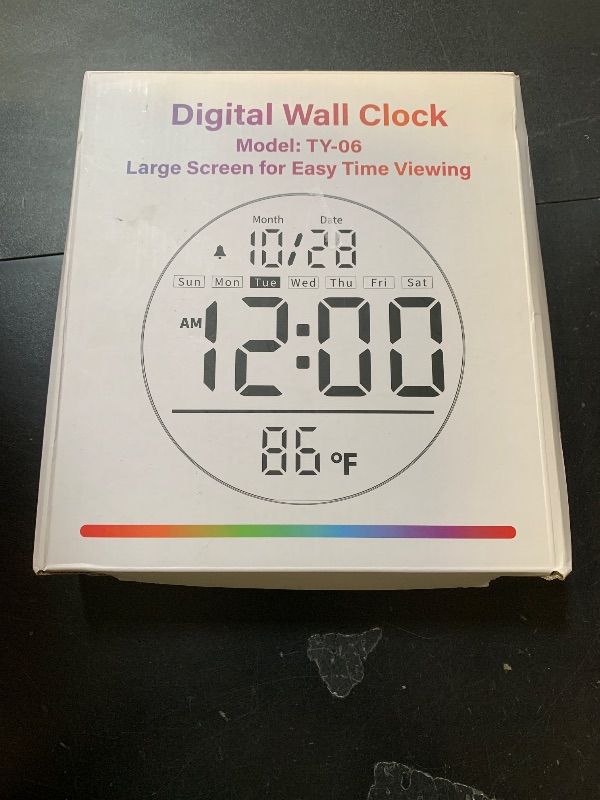 Digital Wall Clock
Model: TY-06
Large Screen for Easy Time Viewing
Month Date
10/28
Sun Mon Tue Wed Thu Fri Sat
AM 12:00
86 °F